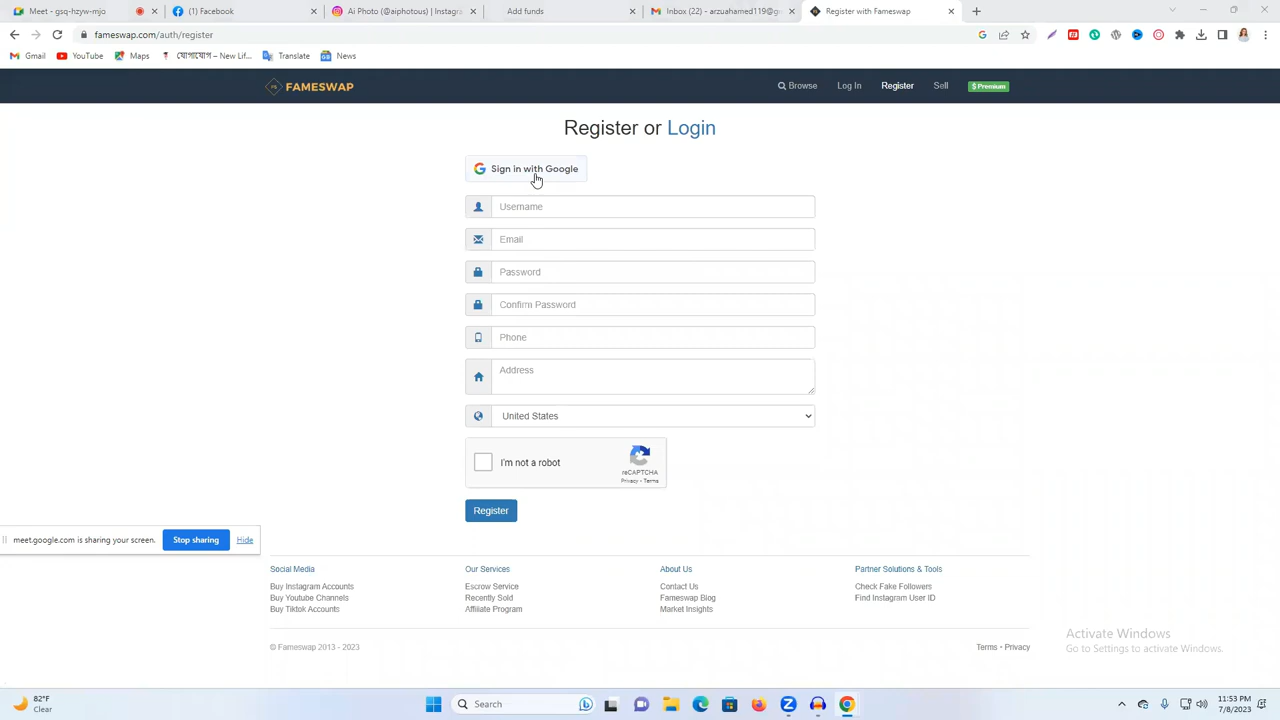 Meet - gsq-hzyw-mjo
(1) Facebook
Ai Photo (@aiphotous) | Instagr
Add funds
Inbox (22) - arzuahamed119@g
Register with Fameswap
fameswap.com/auth/register
Gmail
YouTube
Maps
যোগাযোগ – New Lif...
Translate
News
FAMESWAP
Browse
Log In
Register
Sell
$ Premium
Register or Login
Sign in with Google
Username
Email
Password
Confirm Password
Phone
Address
United States
I'm not a robot
reCAPTCHA
Privacy - Terms
Register
meet.google.com is sharing your screen.
Stop sharing
Hide
Social Media
Buy Instagram Accounts
Buy Youtube Channels
Buy Tiktok Accounts
Our Services
Escrow Service
Recently Sold
Affiliate Program
About Us
Contact Us
Fameswap Blog
Market Insights
Partner Solutions & Tools
Check Fake Followers
Find Instagram User ID
© Fameswap 2013 - 2023
Terms - Privacy
Activate Windows
Go to Settings to activate Windows.
82°F
Clear
Search
11:53 PM
7/8/2023